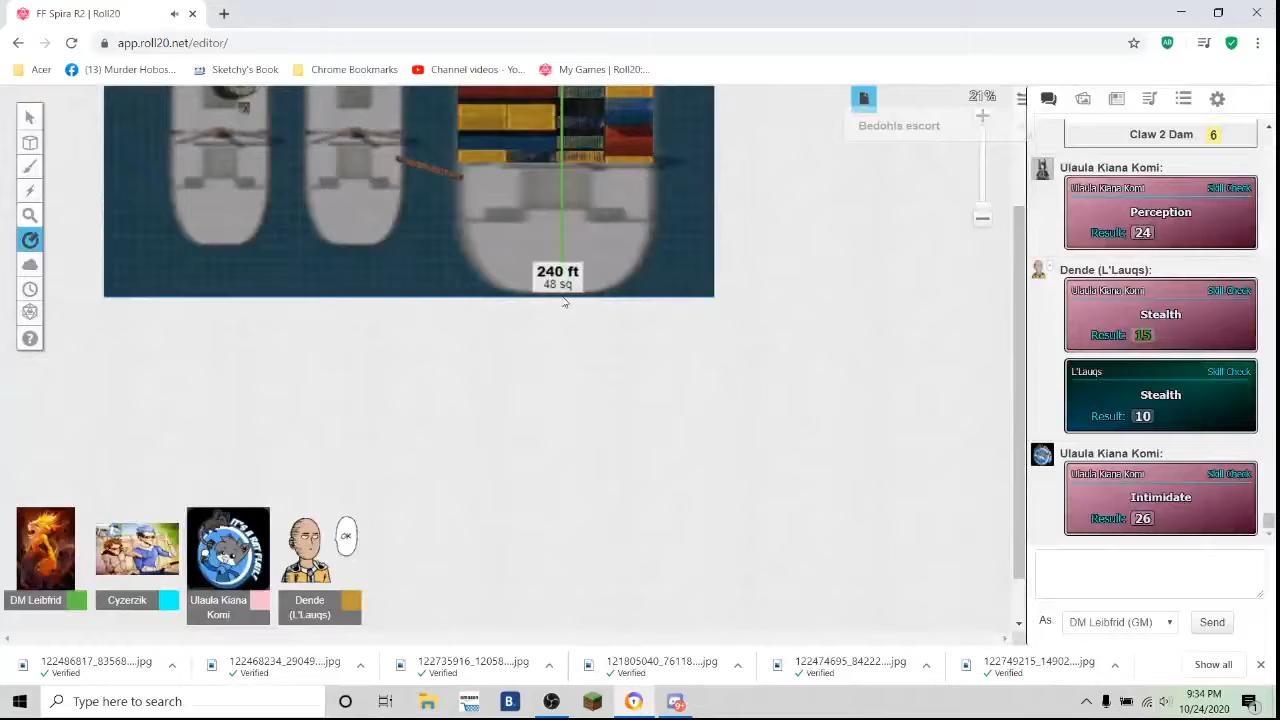 FF Spira R2 | Roll20
app.roll20.net/editor/
Acer
(13) Murder Hobos...
Sketchy's Book
Chrome Bookmarks
Channel videos - Yo...
My Games | Roll20:...
21%
Bedohls escort
240 ft
48 sq
Claw 2 Dam 6
Ulaula Kiana Komi:
Ulaula Kiana Komi Skill Check
Perception
Result: 24
Dende (L'Lauqs):
Ulaula Kiana Komi Skill Check
Stealth
Result: 15
L'Lauqs Skill Check
Stealth
Result: 10
Ulaula Kiana Komi:
Ulaula Kiana Komi Skill Check
Intimidate
Result: 26
IT'S A
OK
DM Leibfrid
Cyzerzik
Ulaula Kiana
Komi
Dende
(L'Lauqs)
As
DM Leibfrid (GM)
Send
122486817_83568....jpg
Verified
122468234_29049....jpg
Verified
122735916_12058....jpg
Verified
121805040_76118....jpg
Verified
122474695_84222....jpg
Verified
122749215_14902....jpg
Verified
Show all
Type here to search
amazon
B.
9+
9:34 PM
10/24/2020
1